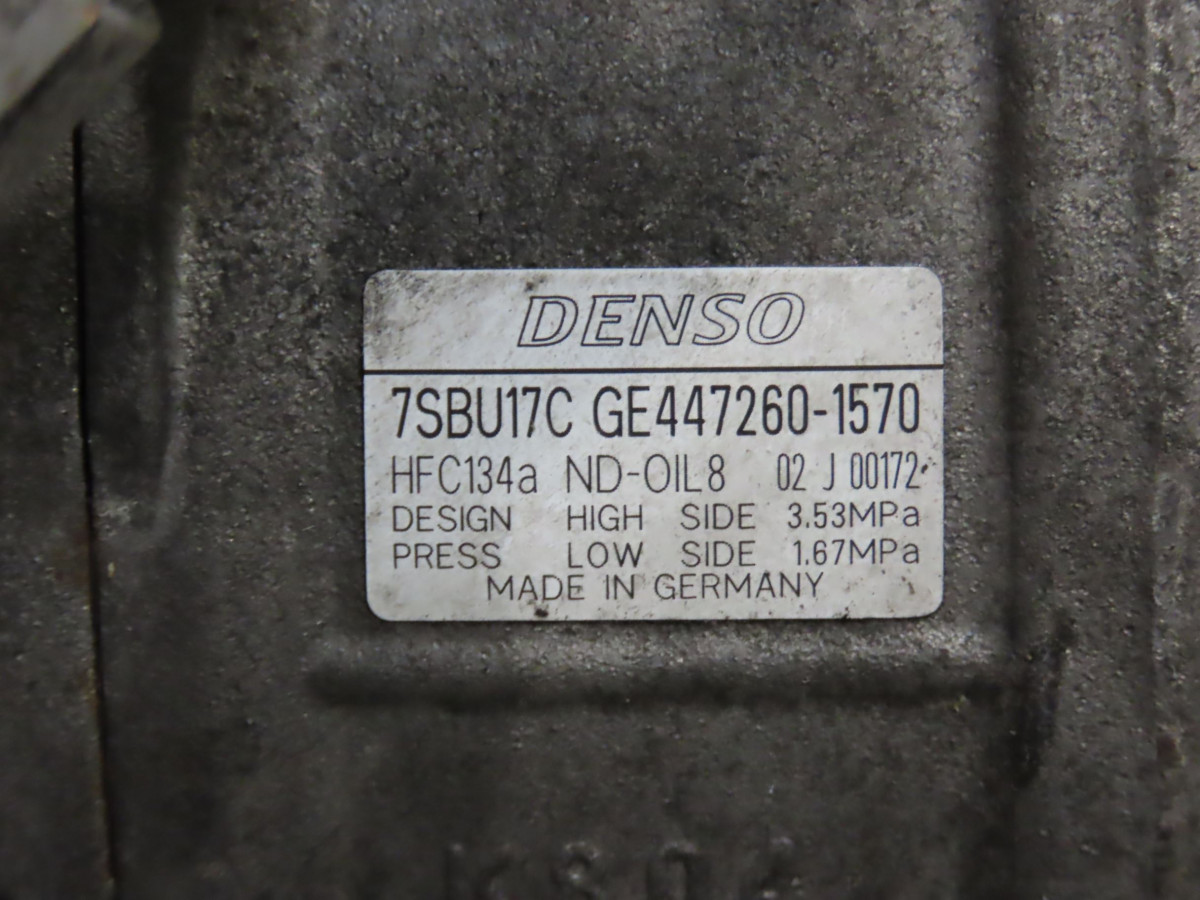 DENSO
7SBU17C GE447260-1570
HFC134a ND-OIL8 02 J 00172
DESIGN HIGH SIDE 3.53MPa
PRESS LOW SIDE 1.67MPa
MADE IN GERMANY